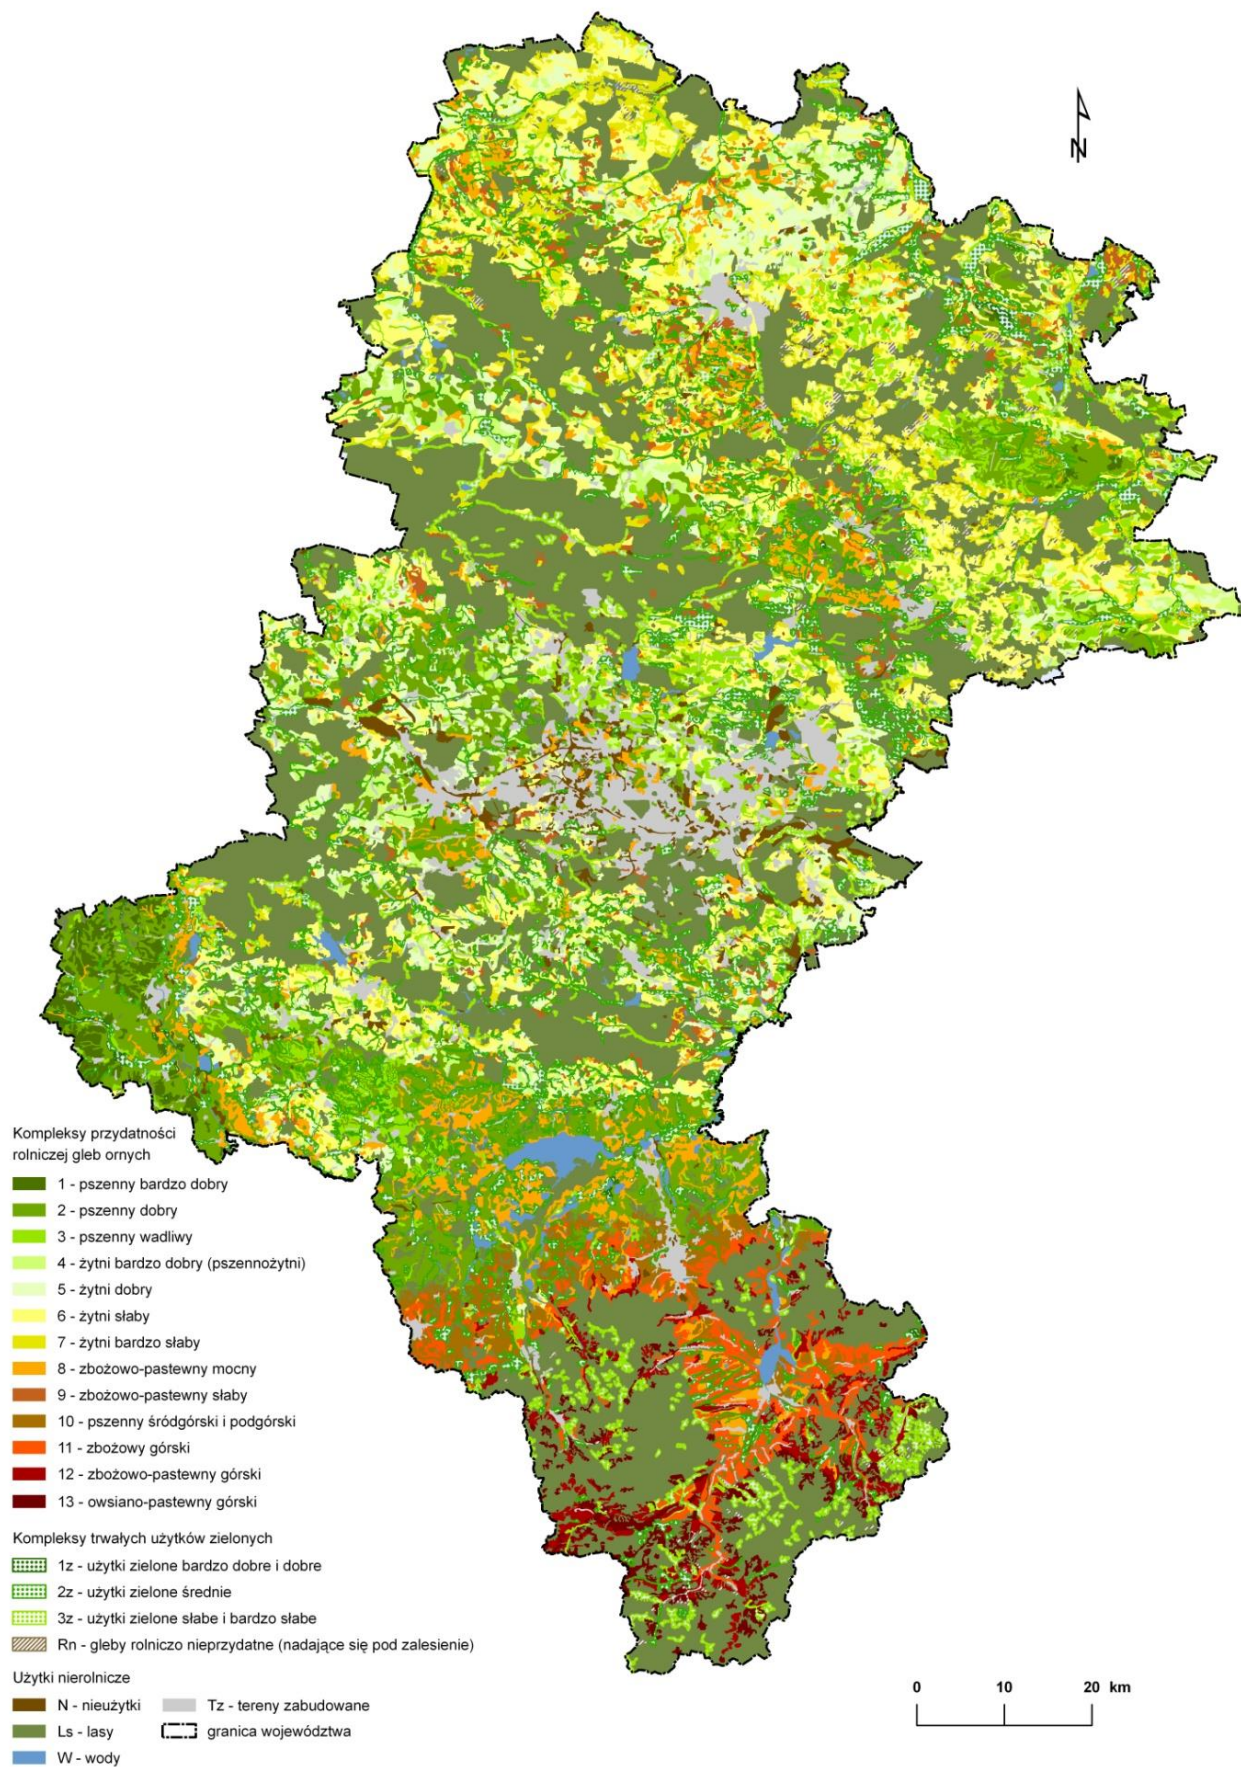 N
Kompleksy przydatności
rolniczej gleb ornych
1 - pszenny bardzo dobry
2 - pszenny dobry
3 - pszenny wadliwy
4 - żytni bardzo dobry (pszennożytni)
5 - żytni dobry
6 - żytni słaby
7 - żytni bardzo słaby
8 - zbożowo-pastewny mocny
9 - zbożowo-pastewny słaby
10 - pszenny śródgórski i podgórski
11 - zbożowy górski
12 - zbożowo-pastewny górski
13 - owsiano-pastewny górski
Kompleksy trwałych użytków zielonych
1z - użytki zielone bardzo dobre i dobre
2z - użytki zielone średnie
3z - użytki zielone słabe i bardzo słabe
Rn - gleby rolniczo nieprzydatne (nadające się pod zalesienie)
Użytki nierolnicze
N - nieużytki
Tz - tereny zabudowane
Ls - lasy
granica województwa
W - wody
0 10 20 km